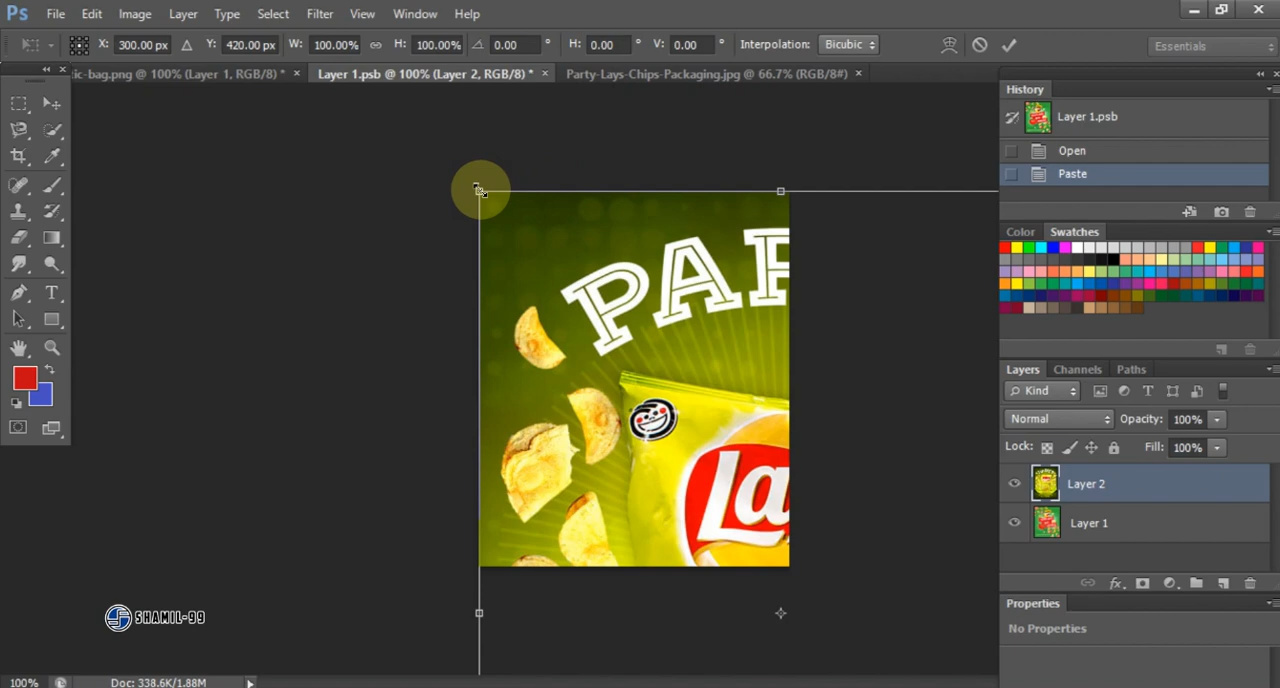 Ps File Edit Image Layer Type Select Filter View Window Help
X: 300.00 px Y: 420.00 px W: 100.00% H: 100.00% 0.00 ° H: 0.00 ° V: 0.00 ° Interpolation: Bicubic Essentials
tic-bag.png @ 100% (Layer 1, RGB/8) * × Layer 1.psb @ 100% (Layer 2, RGB/8) * × Party-Lays-Chips-Packaging.jpg @ 66.7% (RGB/8#) ×
History
Layer 1.psb
Open
Paste
Color Swatches
PAR
La
Layers Channels Paths
Kind
Normal Opacity: 100%
Lock: Fill: 100%
Layer 2
Layer 1
Properties
No Properties
SHAMIL-99
100% Doc: 338.6K/1.88M